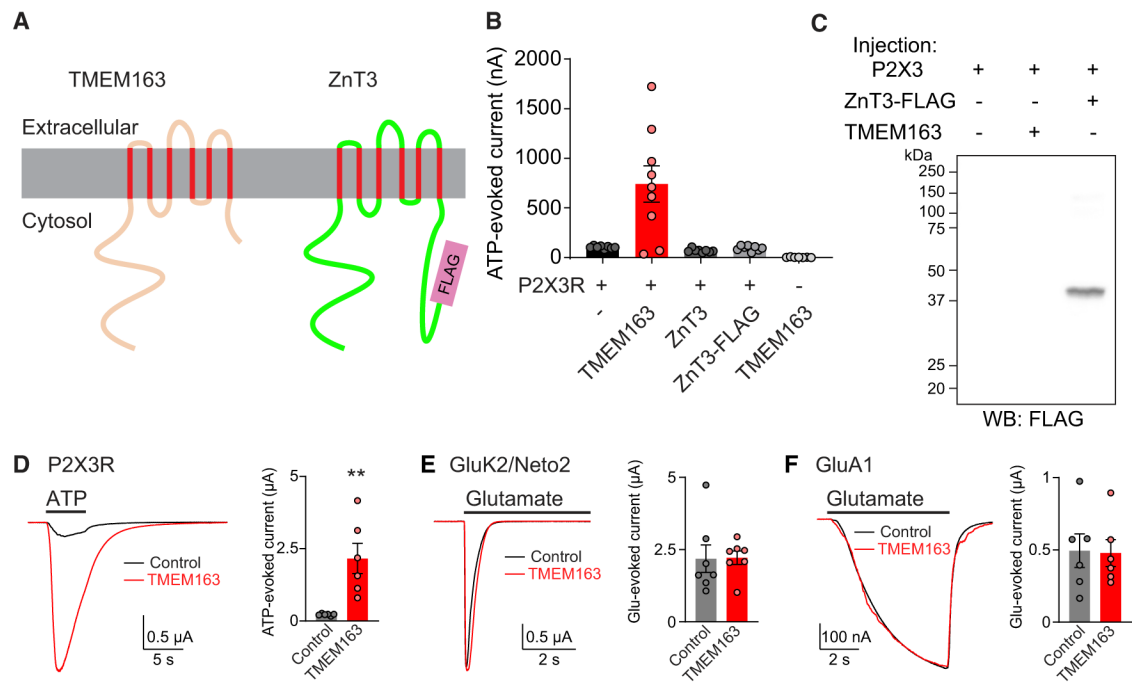 A
TMEM163 ZnT3
Extracellular
Cytosol
FLAG
B
ATP-evoked current (nA)
2000
1500
1000
500
0
P2X3R + + + + -
- TMEM163 ZnT3 ZnT3-FLAG TMEM163
C
Injection:
P2X3 + + +
ZnT3-FLAG - - +
TMEM163 - + -
kDa
250
150
100
75
50
37
25
20
WB: FLAG
D P2X3R
ATP
Control
TMEM163
0.5 µA
5 s
ATP-evoked current (µA)
5
2.5
0
**
Control TMEM163
E GluK2/Neto2
Glutamate
Control
TMEM163
0.5 µA
2 s
Glu-evoked current (µA)
5
2.5
0
Control TMEM163
F GluA1
Glutamate
Control
TMEM163
100 nA
2 s
Glu-evoked current (µA)
1
0.5
0
Control TMEM163